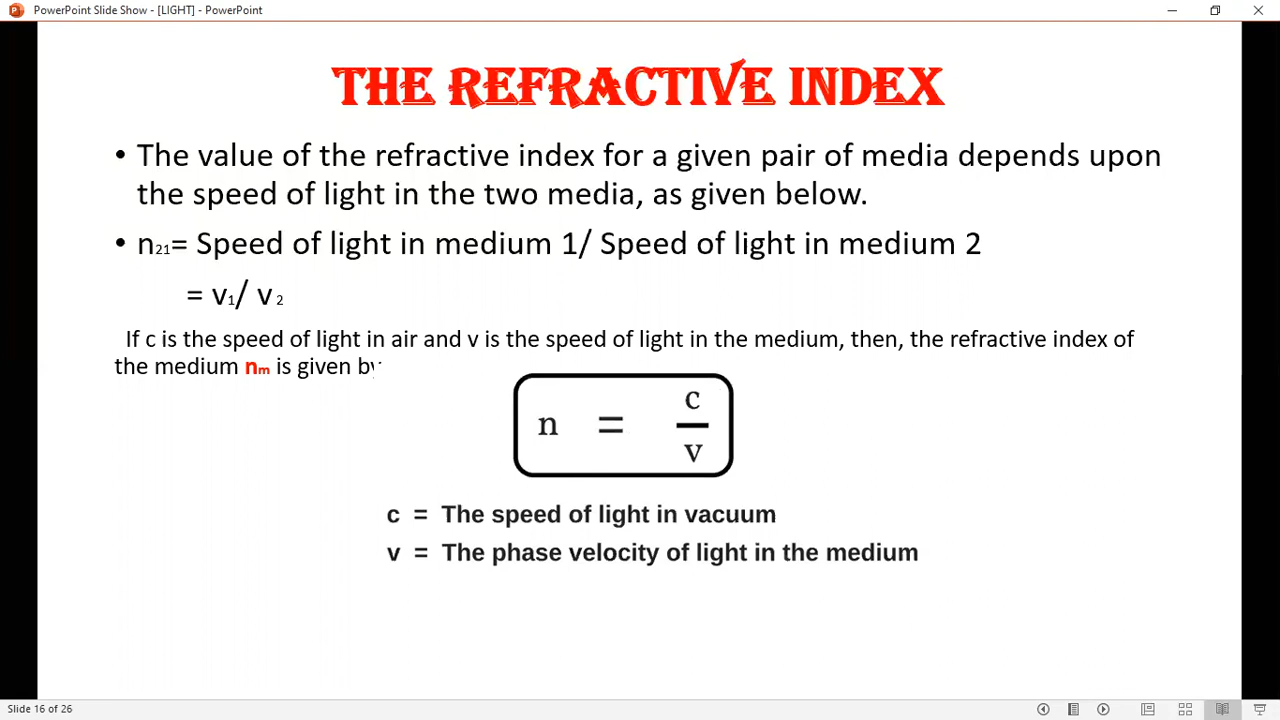 PowerPoint Slide Show - [LIGHT] - PowerPoint
THE REFRACTIVE INDEX
• The value of the refractive index for a given pair of media depends upon
the speed of light in the two media, as given below.
• n₂₁= Speed of light in medium 1/ Speed of light in medium 2
= v₁/ v ₂
If c is the speed of light in air and v is the speed of light in the medium, then, the refractive index of
the medium nₘ is given by
n = c/v
c = The speed of light in vacuum
v = The phase velocity of light in the medium
Slide 16 of 26